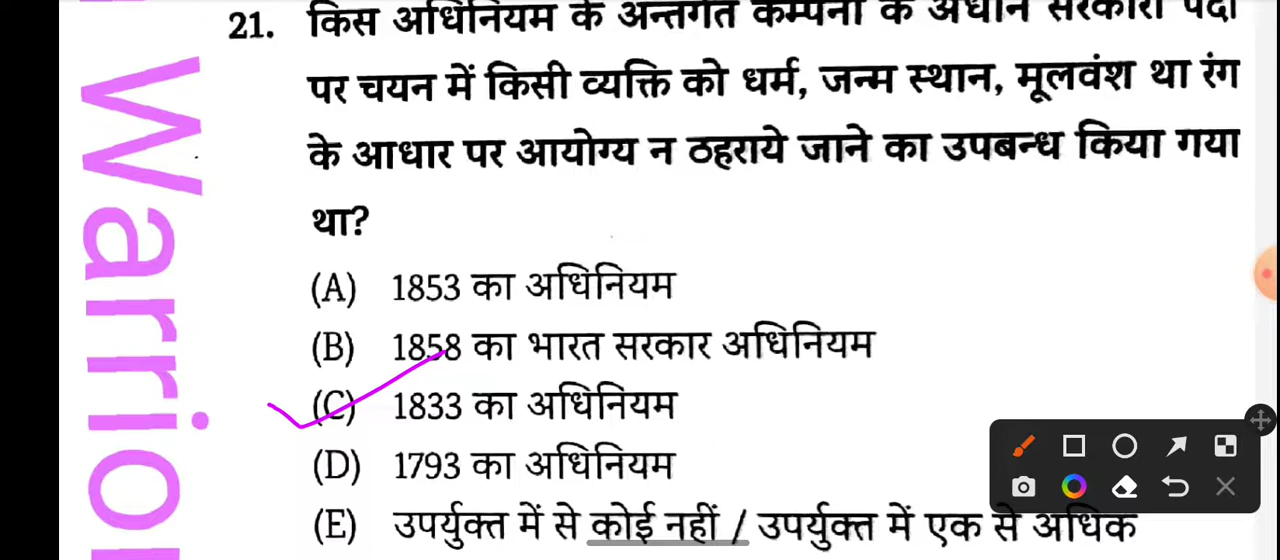 21. किस अधिनियम के अन्तर्गत कम्पनी के अधीन सरकारी पदों
पर चयन में किसी व्यक्ति को धर्म, जन्म स्थान, मूलवंश था रंग
के आधार पर आयोग्य न ठहराये जाने का उपबन्ध किया गया
था?
(A) 1853 का अधिनियम
(B) 1858 का भारत सरकार अधिनियम
(C) 1833 का अधिनियम
(D) 1793 का अधिनियम
(E) उपर्युक्त में से कोई नहीं / उपर्युक्त में एक से अधिक
Warrio